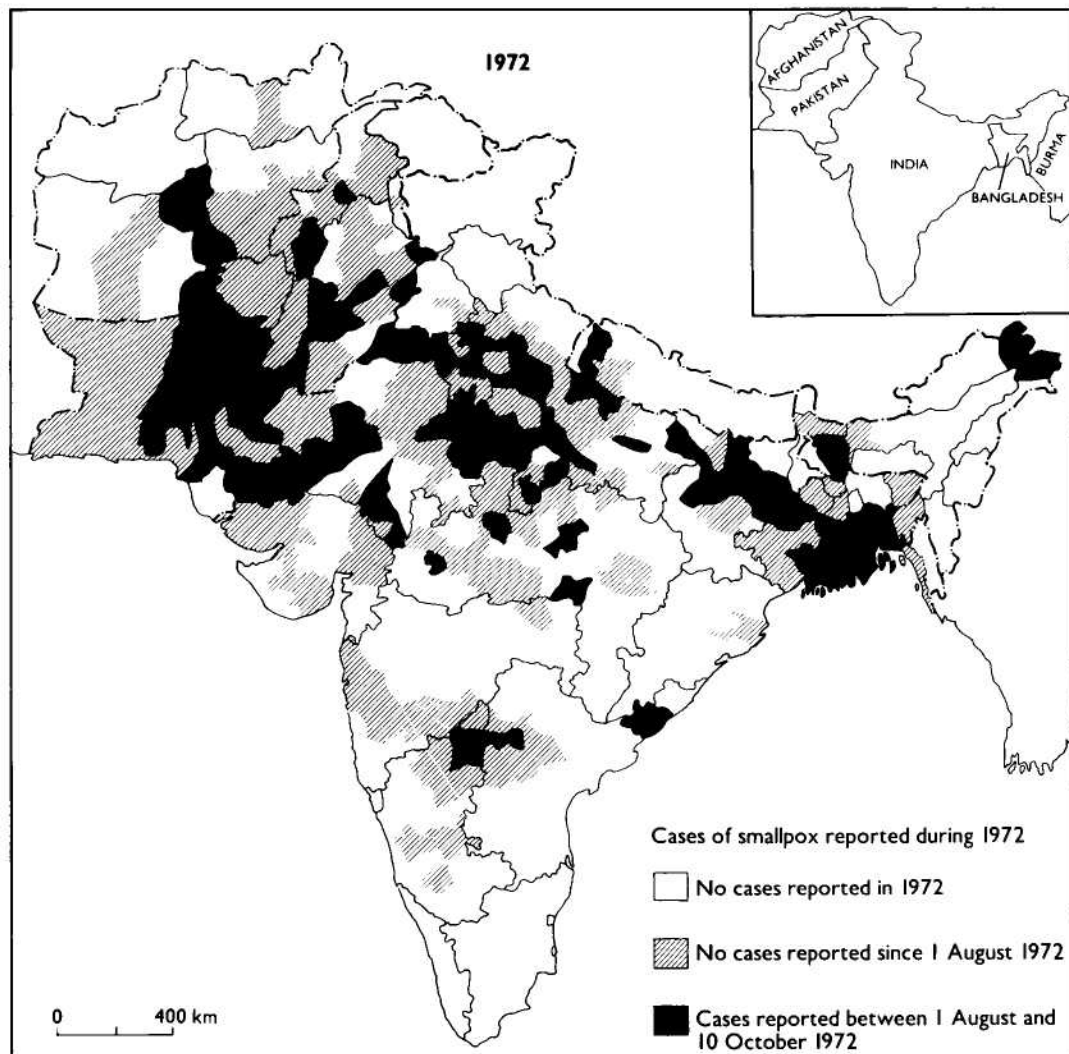 1972
AFGHANISTAN
PAKISTAN
INDIA
BURMA
BANGLADESH
Cases of smallpox reported during 1972
No cases reported in 1972
No cases reported since 1 August 1972
Cases reported between 1 August and
10 October 1972
0 400 km